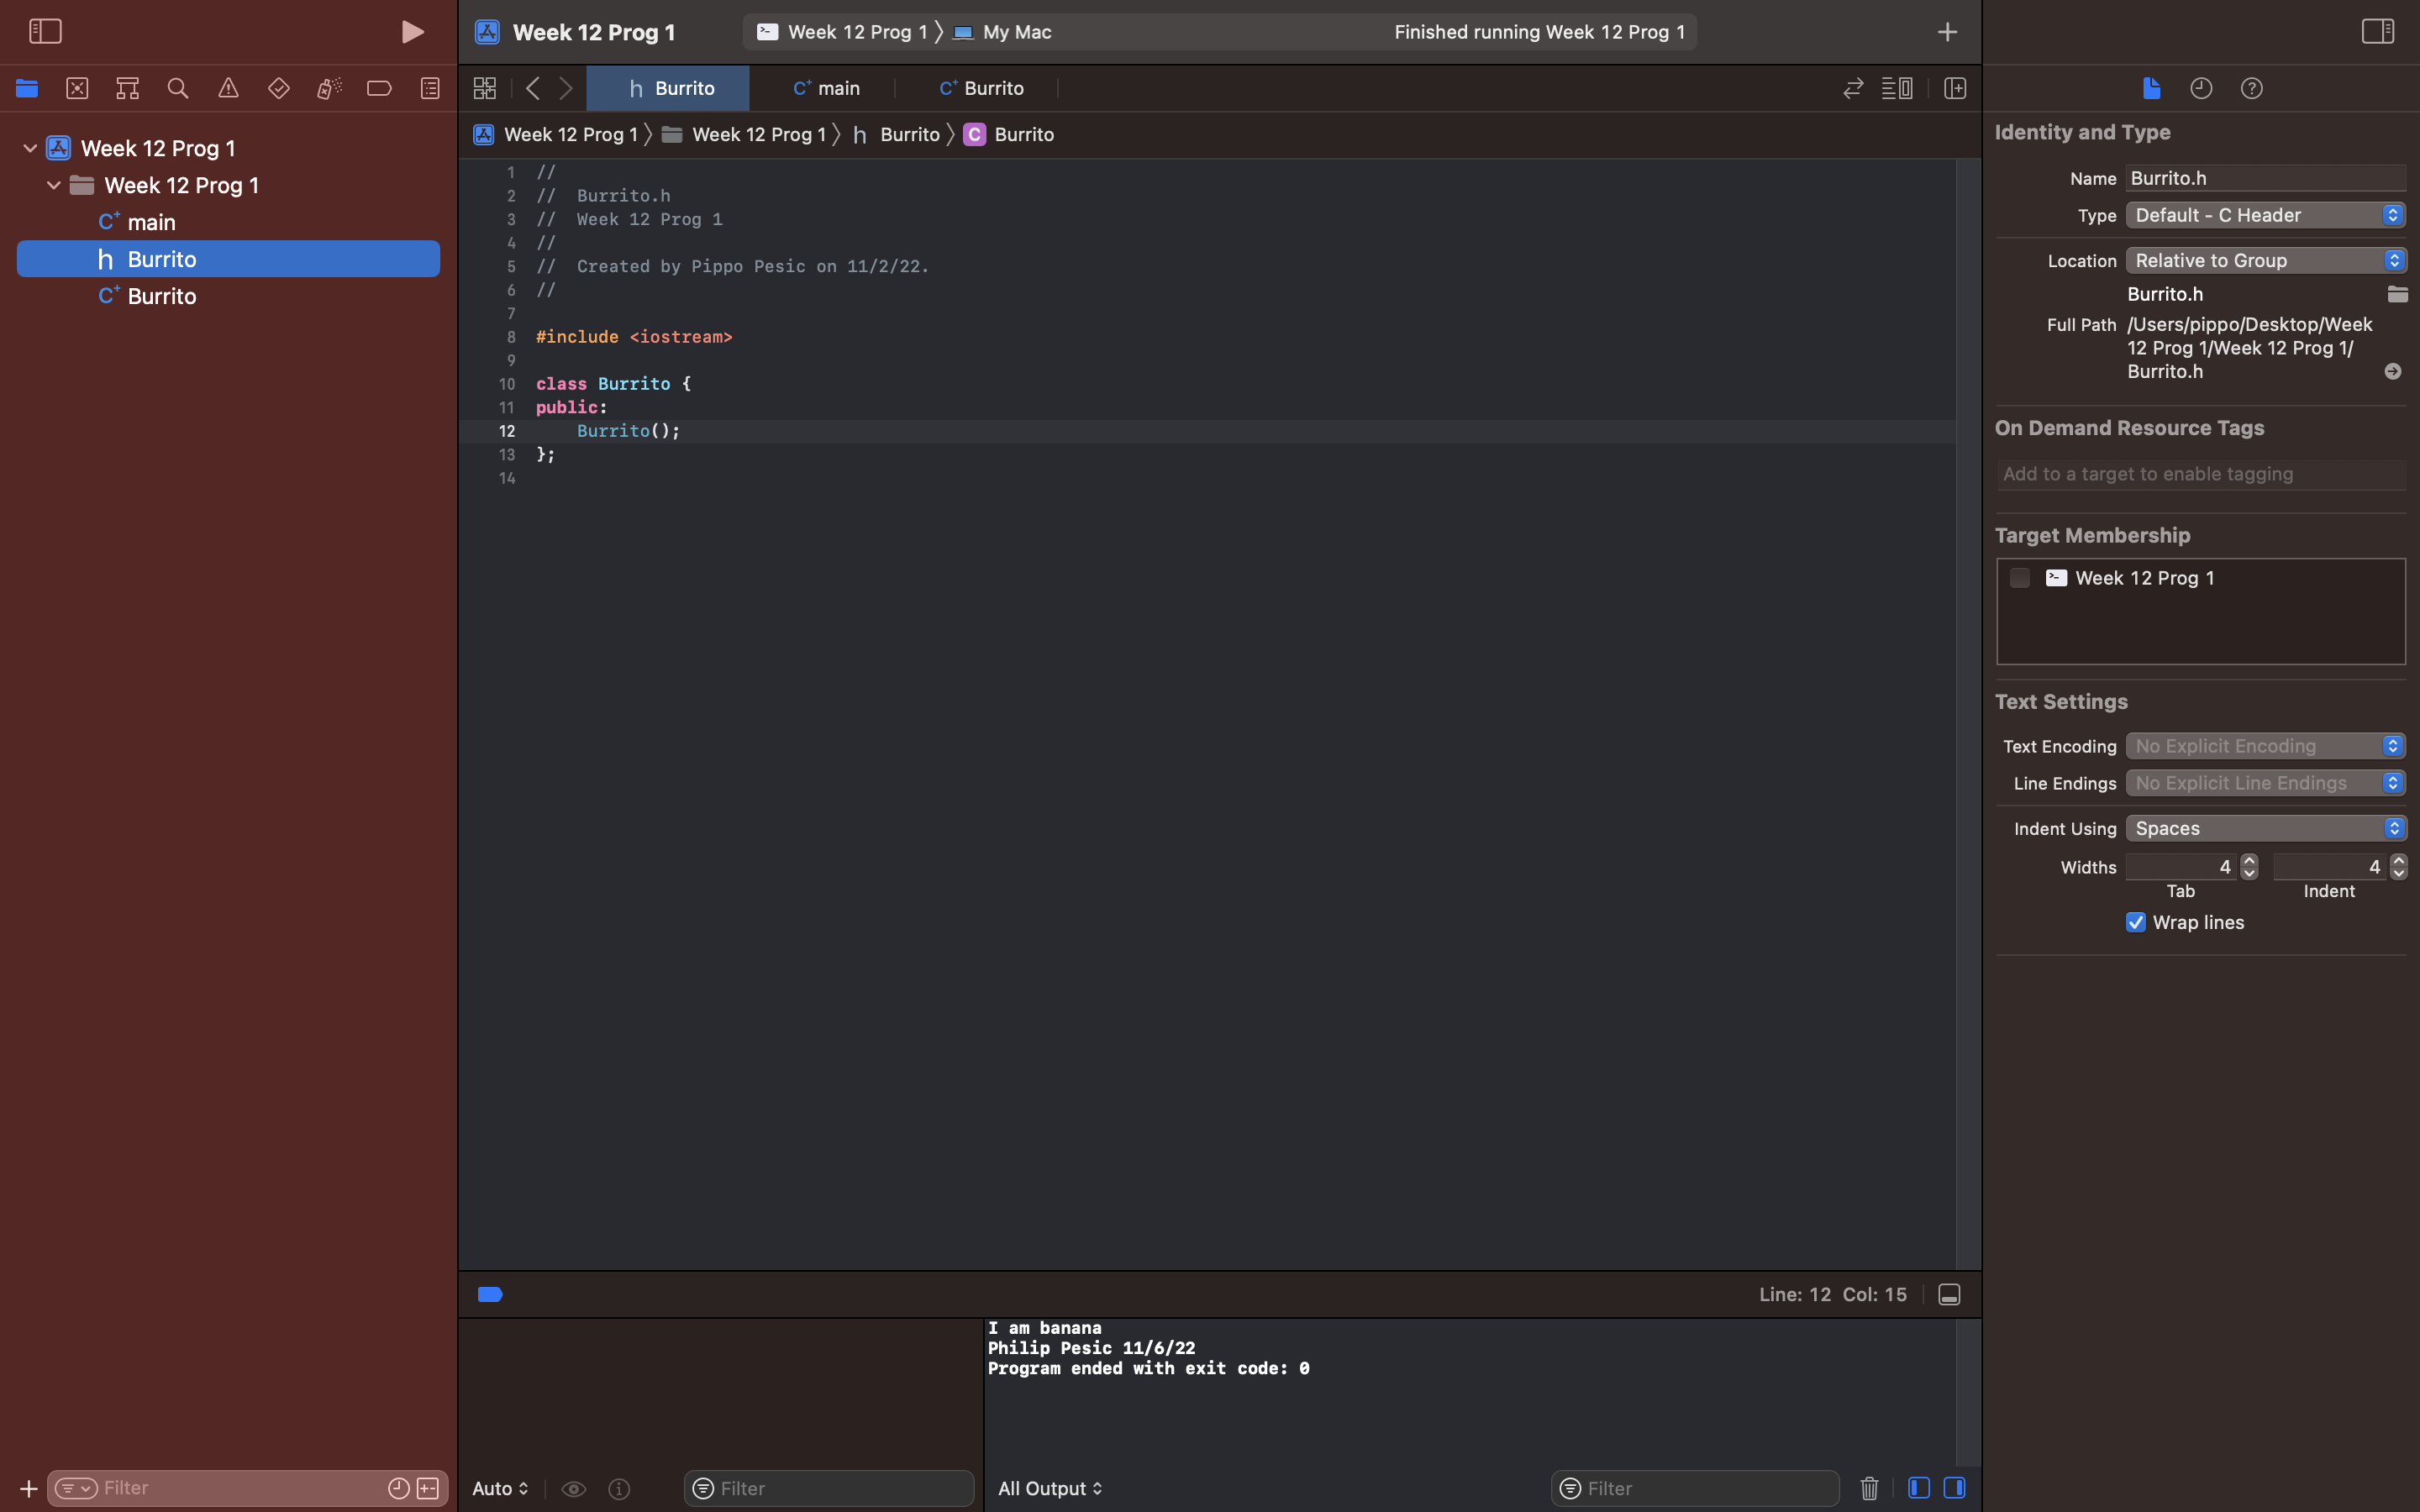 Week 12 Prog 1
Week 12 Prog 1
My Mac
Finished running Week 12 Prog 1
Burrito
main
Burrito
Week 12 Prog 1
Week 12 Prog 1
Burrito
Burrito
Week 12 Prog 1
Week 12 Prog 1
main
Burrito
Burrito
1 //
2 //  Burrito.h
3 //  Week 12 Prog 1
4 //
5 //  Created by Pippo Pesic on 11/2/22.
6 //
7
8 #include <iostream>
9
10 class Burrito {
11 public:
12     Burrito();
13 };
14
Line: 12 Col: 15
I am banana
Philip Pesic 11/6/22
Program ended with exit code: 0
Filter
Auto
Filter
All Output
Filter
Identity and Type
Name Burrito.h
Type Default - C Header
Location Relative to Group
Burrito.h
Full Path /Users/pippo/Desktop/Week
12 Prog 1/Week 12 Prog 1/
Burrito.h
On Demand Resource Tags
Add to a target to enable tagging
Target Membership
Week 12 Prog 1
Text Settings
Text Encoding No Explicit Encoding
Line Endings No Explicit Line Endings
Indent Using Spaces
Widths 4 4
Tab Indent
Wrap lines